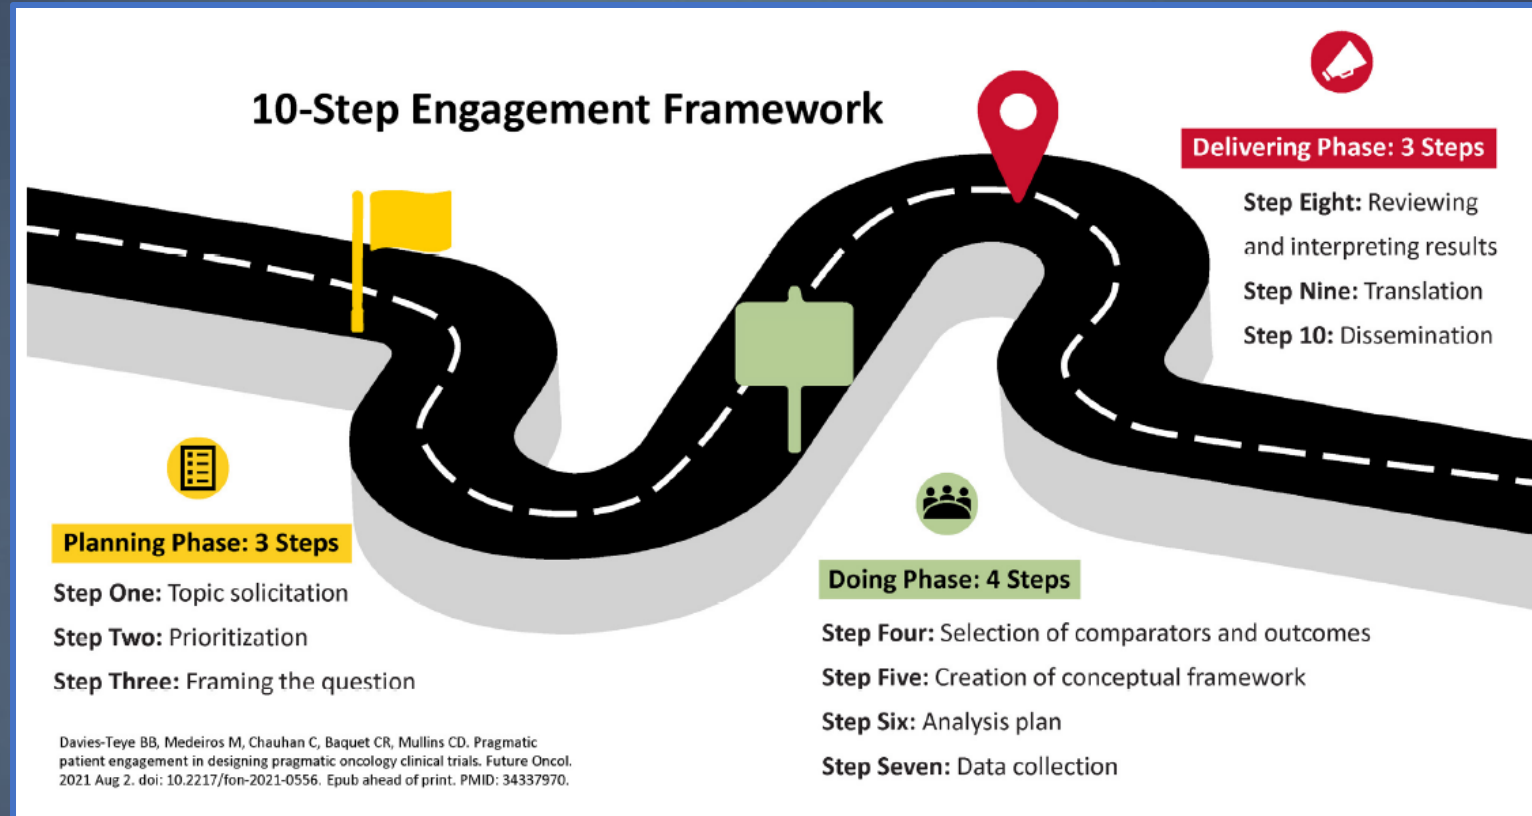 10-Step Engagement Framework
Planning Phase: 3 Steps
Step One: Topic solicitation
Step Two: Prioritization
Step Three: Framing the question
Davies-Teye BB, Medeiros M, Chauhan C, Baquet CR, Mullins CD. Pragmatic
patient engagement in designing pragmatic oncology clinical trials. Future Oncol.
2021 Aug 2. doi: 10.2217/fon-2021-0556. Epub ahead of print. PMID: 34337970.
Doing Phase: 4 Steps
Step Four: Selection of comparators and outcomes
Step Five: Creation of conceptual framework
Step Six: Analysis plan
Step Seven: Data collection
Delivering Phase: 3 Steps
Step Eight: Reviewing
and interpreting results
Step Nine: Translation
Step 10: Dissemination